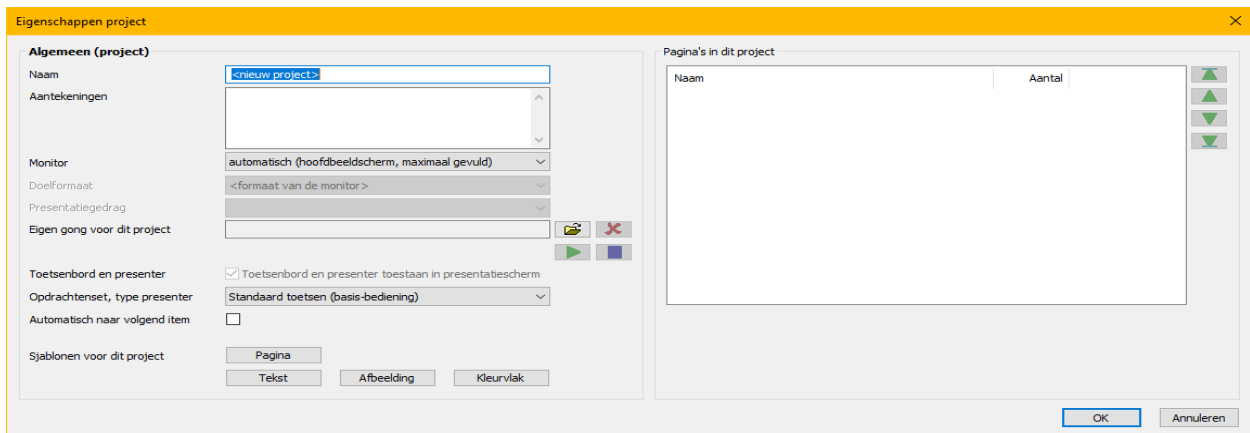 Eigenschappen project
Algemeen (project)
Naam
<nieuw project>
Aantekeningen
Monitor
automatisch (hoofdbeeldscherm, maximaal gevuld)
Doelformaat
<formaat van de monitor>
Presentatiegedrag
Eigen gong voor dit project
Toetsenbord en presenter
Toetsenbord en presenter toestaan in presentatiescherm
Opdrachtenset, type presenter
Standaard toetsen (basis-bediening)
Automatisch naar volgend item
Sjablonen voor dit project
Pagina
Tekst
Afbeelding
Kleurvlak
Pagina's in dit project
Naam
Aantal
OK
Annuleren